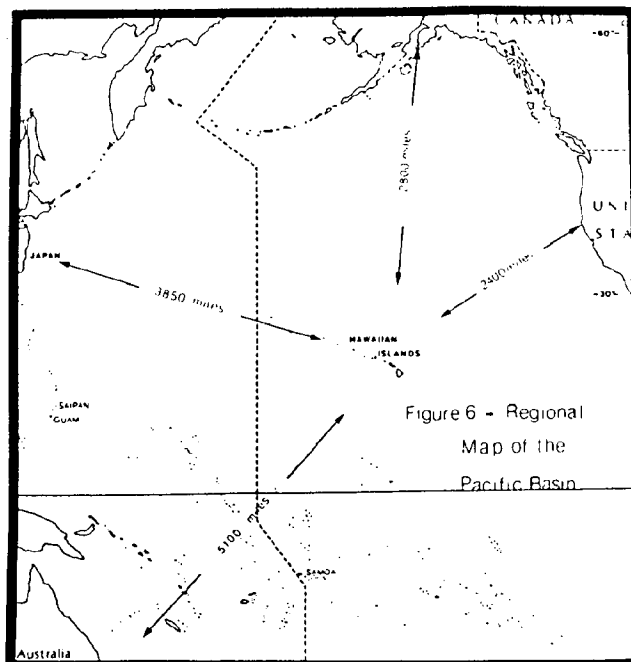 CANADA
-60°-
2800 miles
UNI
STA
JAPAN
2400 miles
3850 miles
-30°-
HAWAIIAN
ISLANDS
SAIPAN
GUAM
Figure 6 - Regional
Map of the
Pacific Basin
5100 miles
SAMOA
Australia